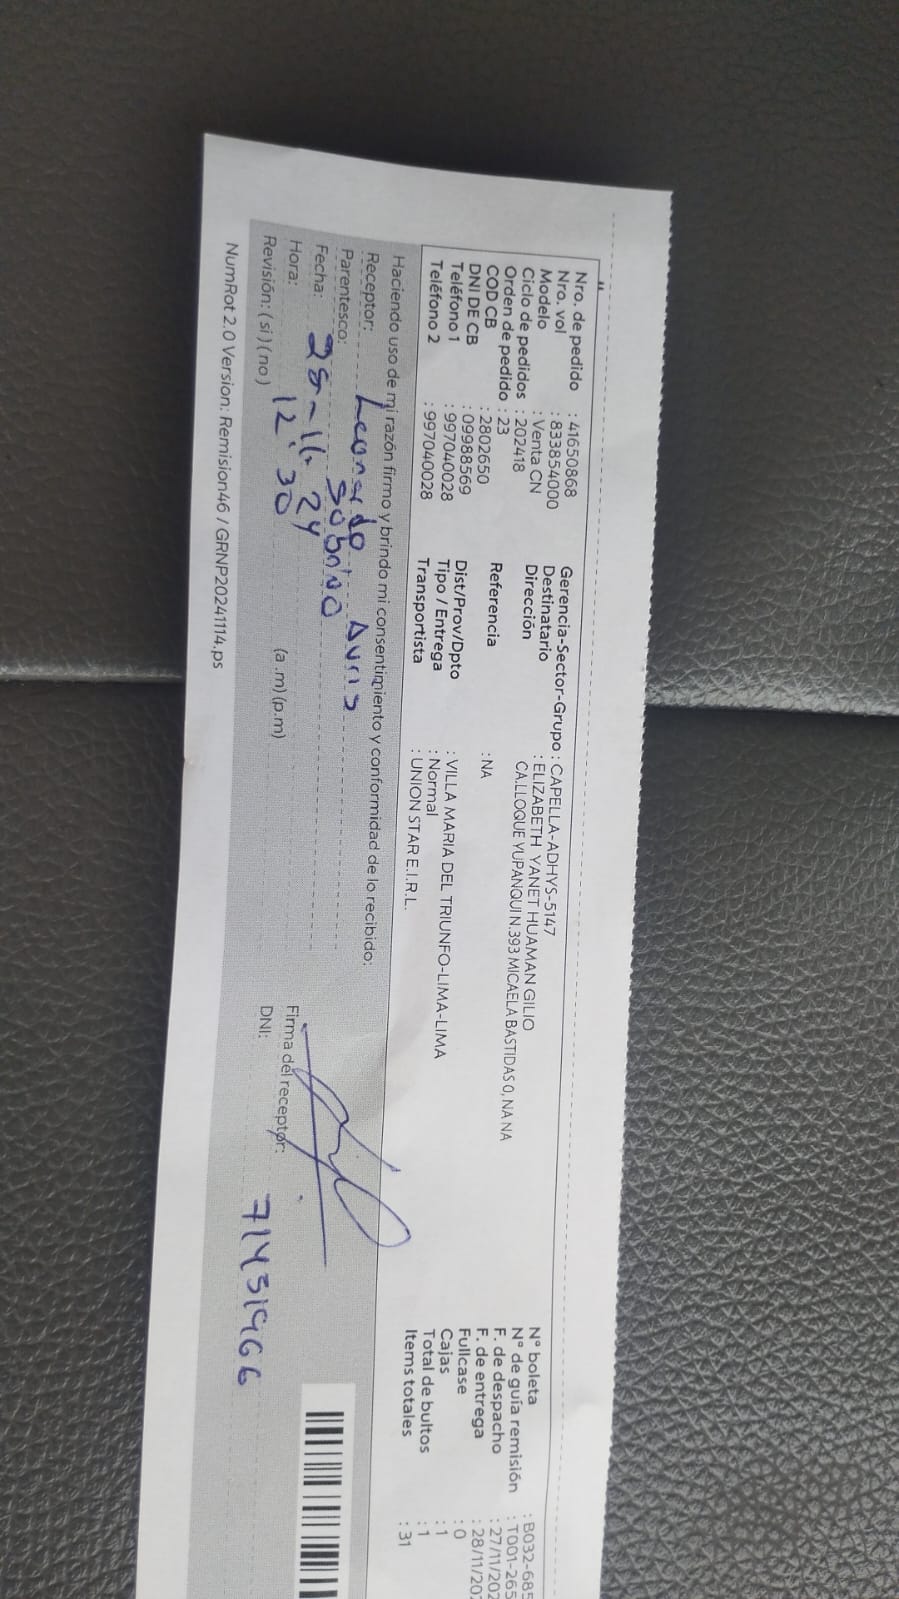 Nro. de pedido : 41650868
Nro. vol : 833854000
Modelo : Venta CN
Ciclo de pedidos : 202418
Orden de pedido : 23
COD CB : 2802650
DNI DE CB : 09988569
Teléfono 1 : 997040028
Teléfono 2 : 997040028
Gerencia-Sector-Grupo : CAPELLA-ADHYS-5147
Destinatario : ELIZABETH YANET HUAMAN GILIO
Dirección CA.LLOQUE YUPANQUI N.393 MICAELA BASTIDAS 0, NA NA
Referencia : NA
Dist/Prov/Dpto : VILLA MARIA DEL TRIUNFO-LIMA-LIMA
Tipo / Entrega : Normal
Transportista : UNION STAR E.I.R.L.
N° boleta : B032-685
N° de guía remisión : T001-265
F. de despacho : 27/11/202
F. de entrega : 28/11/202
Fullcase : 0
Cajas : 1
Total de bultos : 1
Items totales : 31
Haciendo uso de mi razón firmo y brindo mi consentimiento y conformidad de lo recibido:
Receptor: Leonardo Auris
Parentesco: Sobrino
Fecha: 28-11-24
Hora: 12:30 (a.m) (p.m)
Revisión: (si) (no)
Firma del receptor:
DNI: 71451966
NumRot 2.0 Version: Remision46 / GRNP20241114.ps